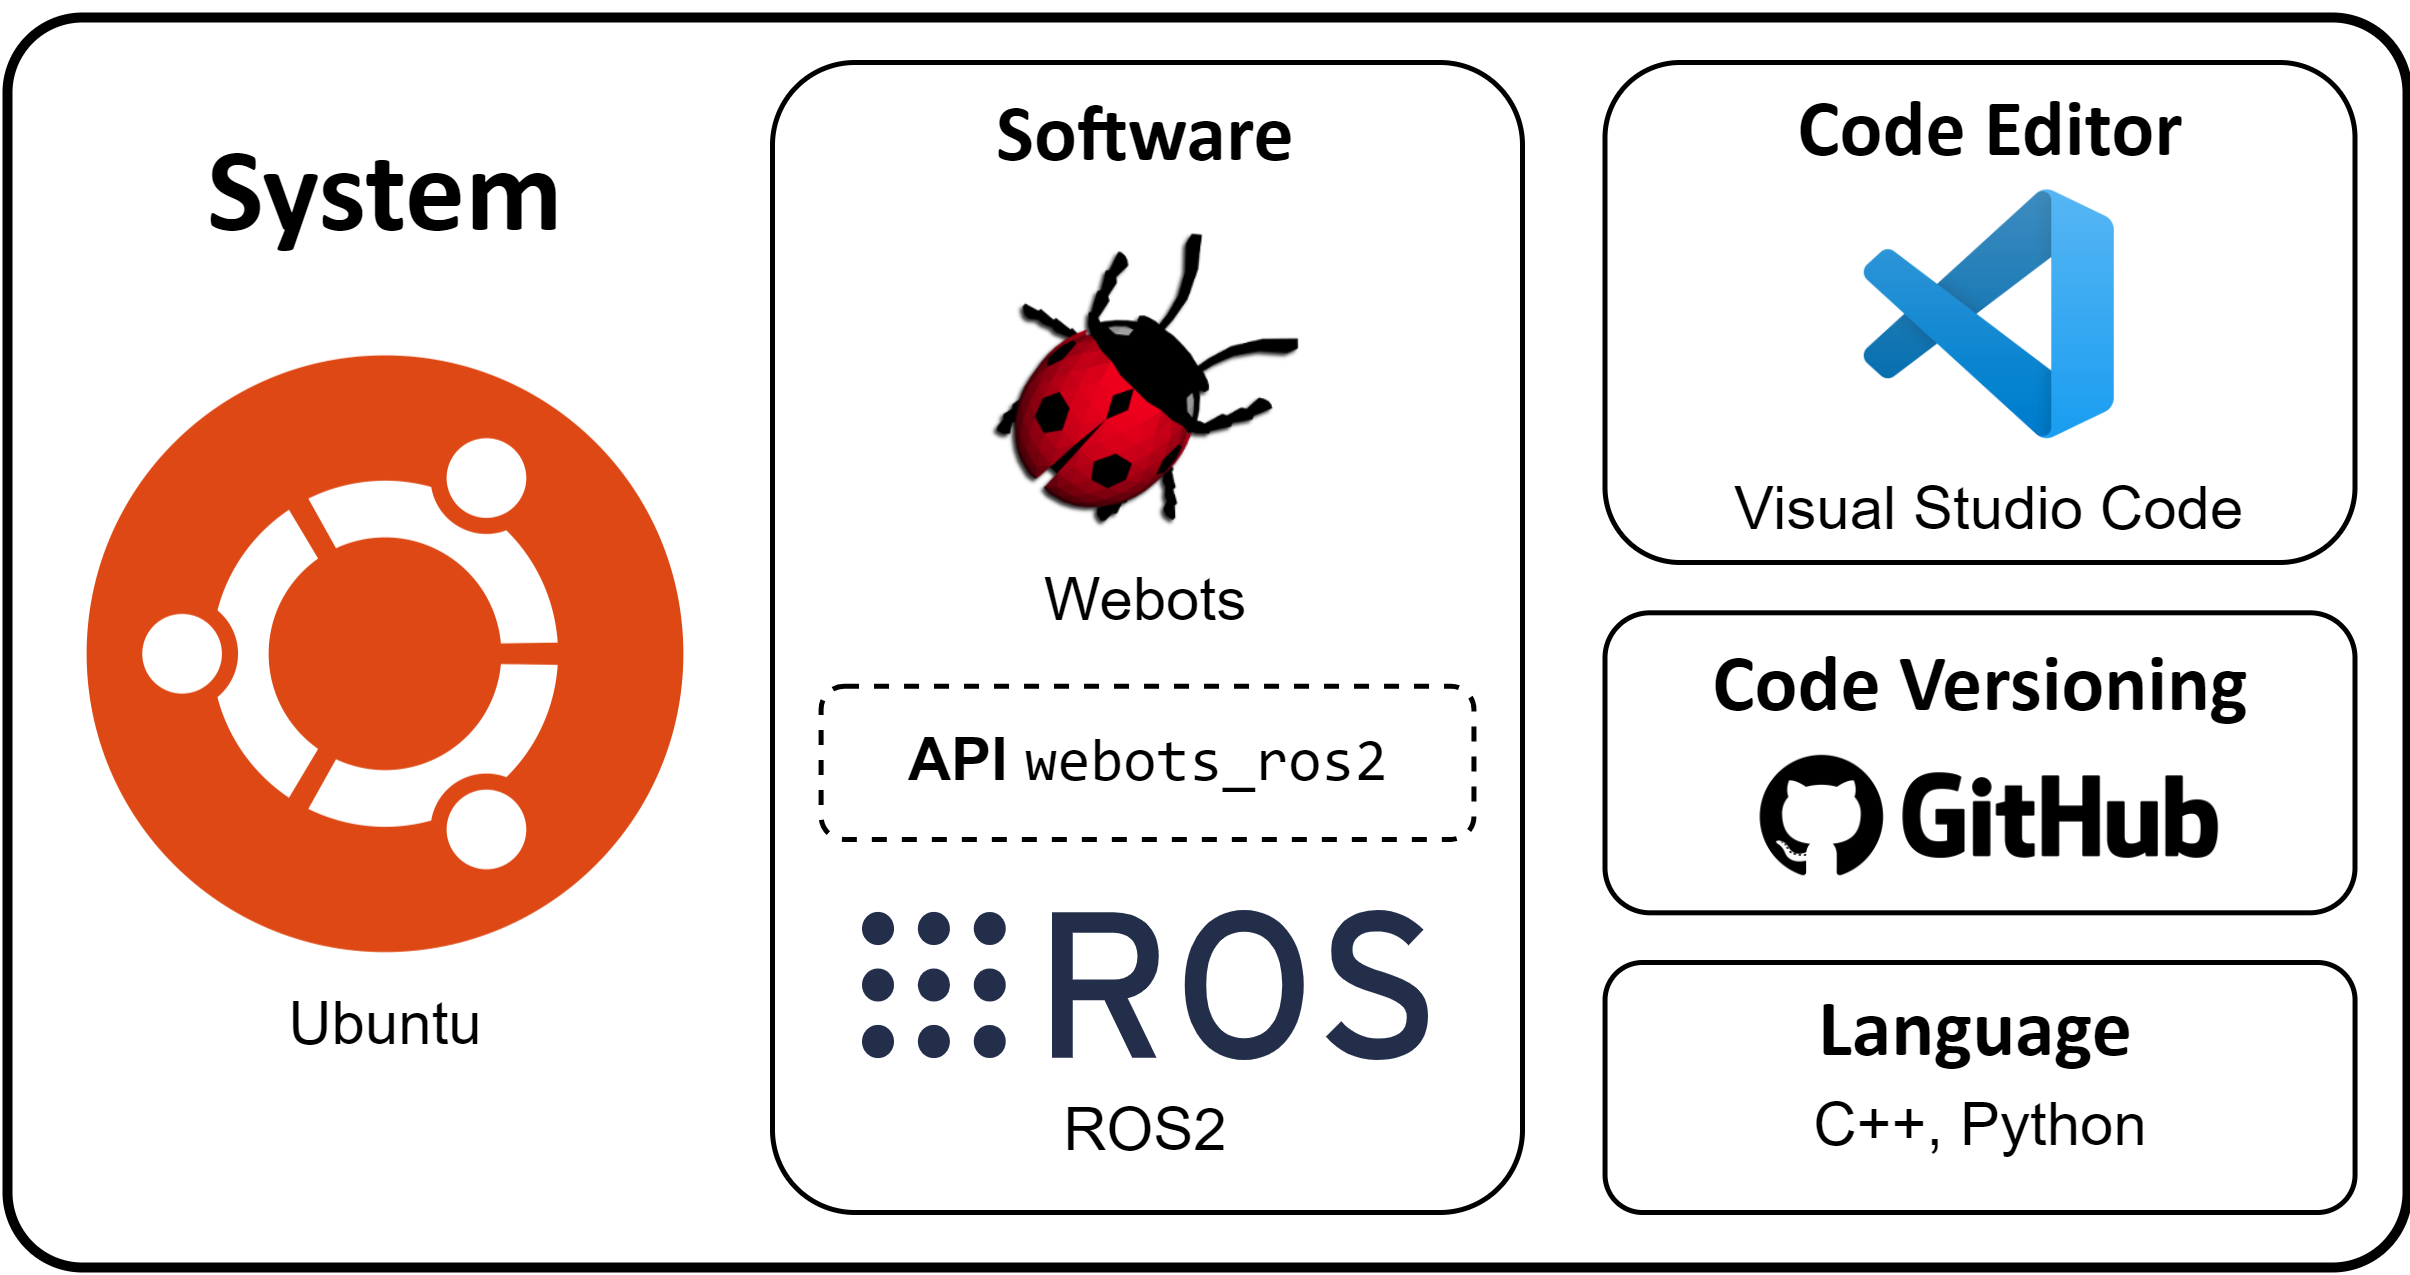 System
Ubuntu
Software
Webots
API webots_ros2
ROS
ROS2
Code Editor
Visual Studio Code
Code Versioning
GitHub
Language
C++, Python